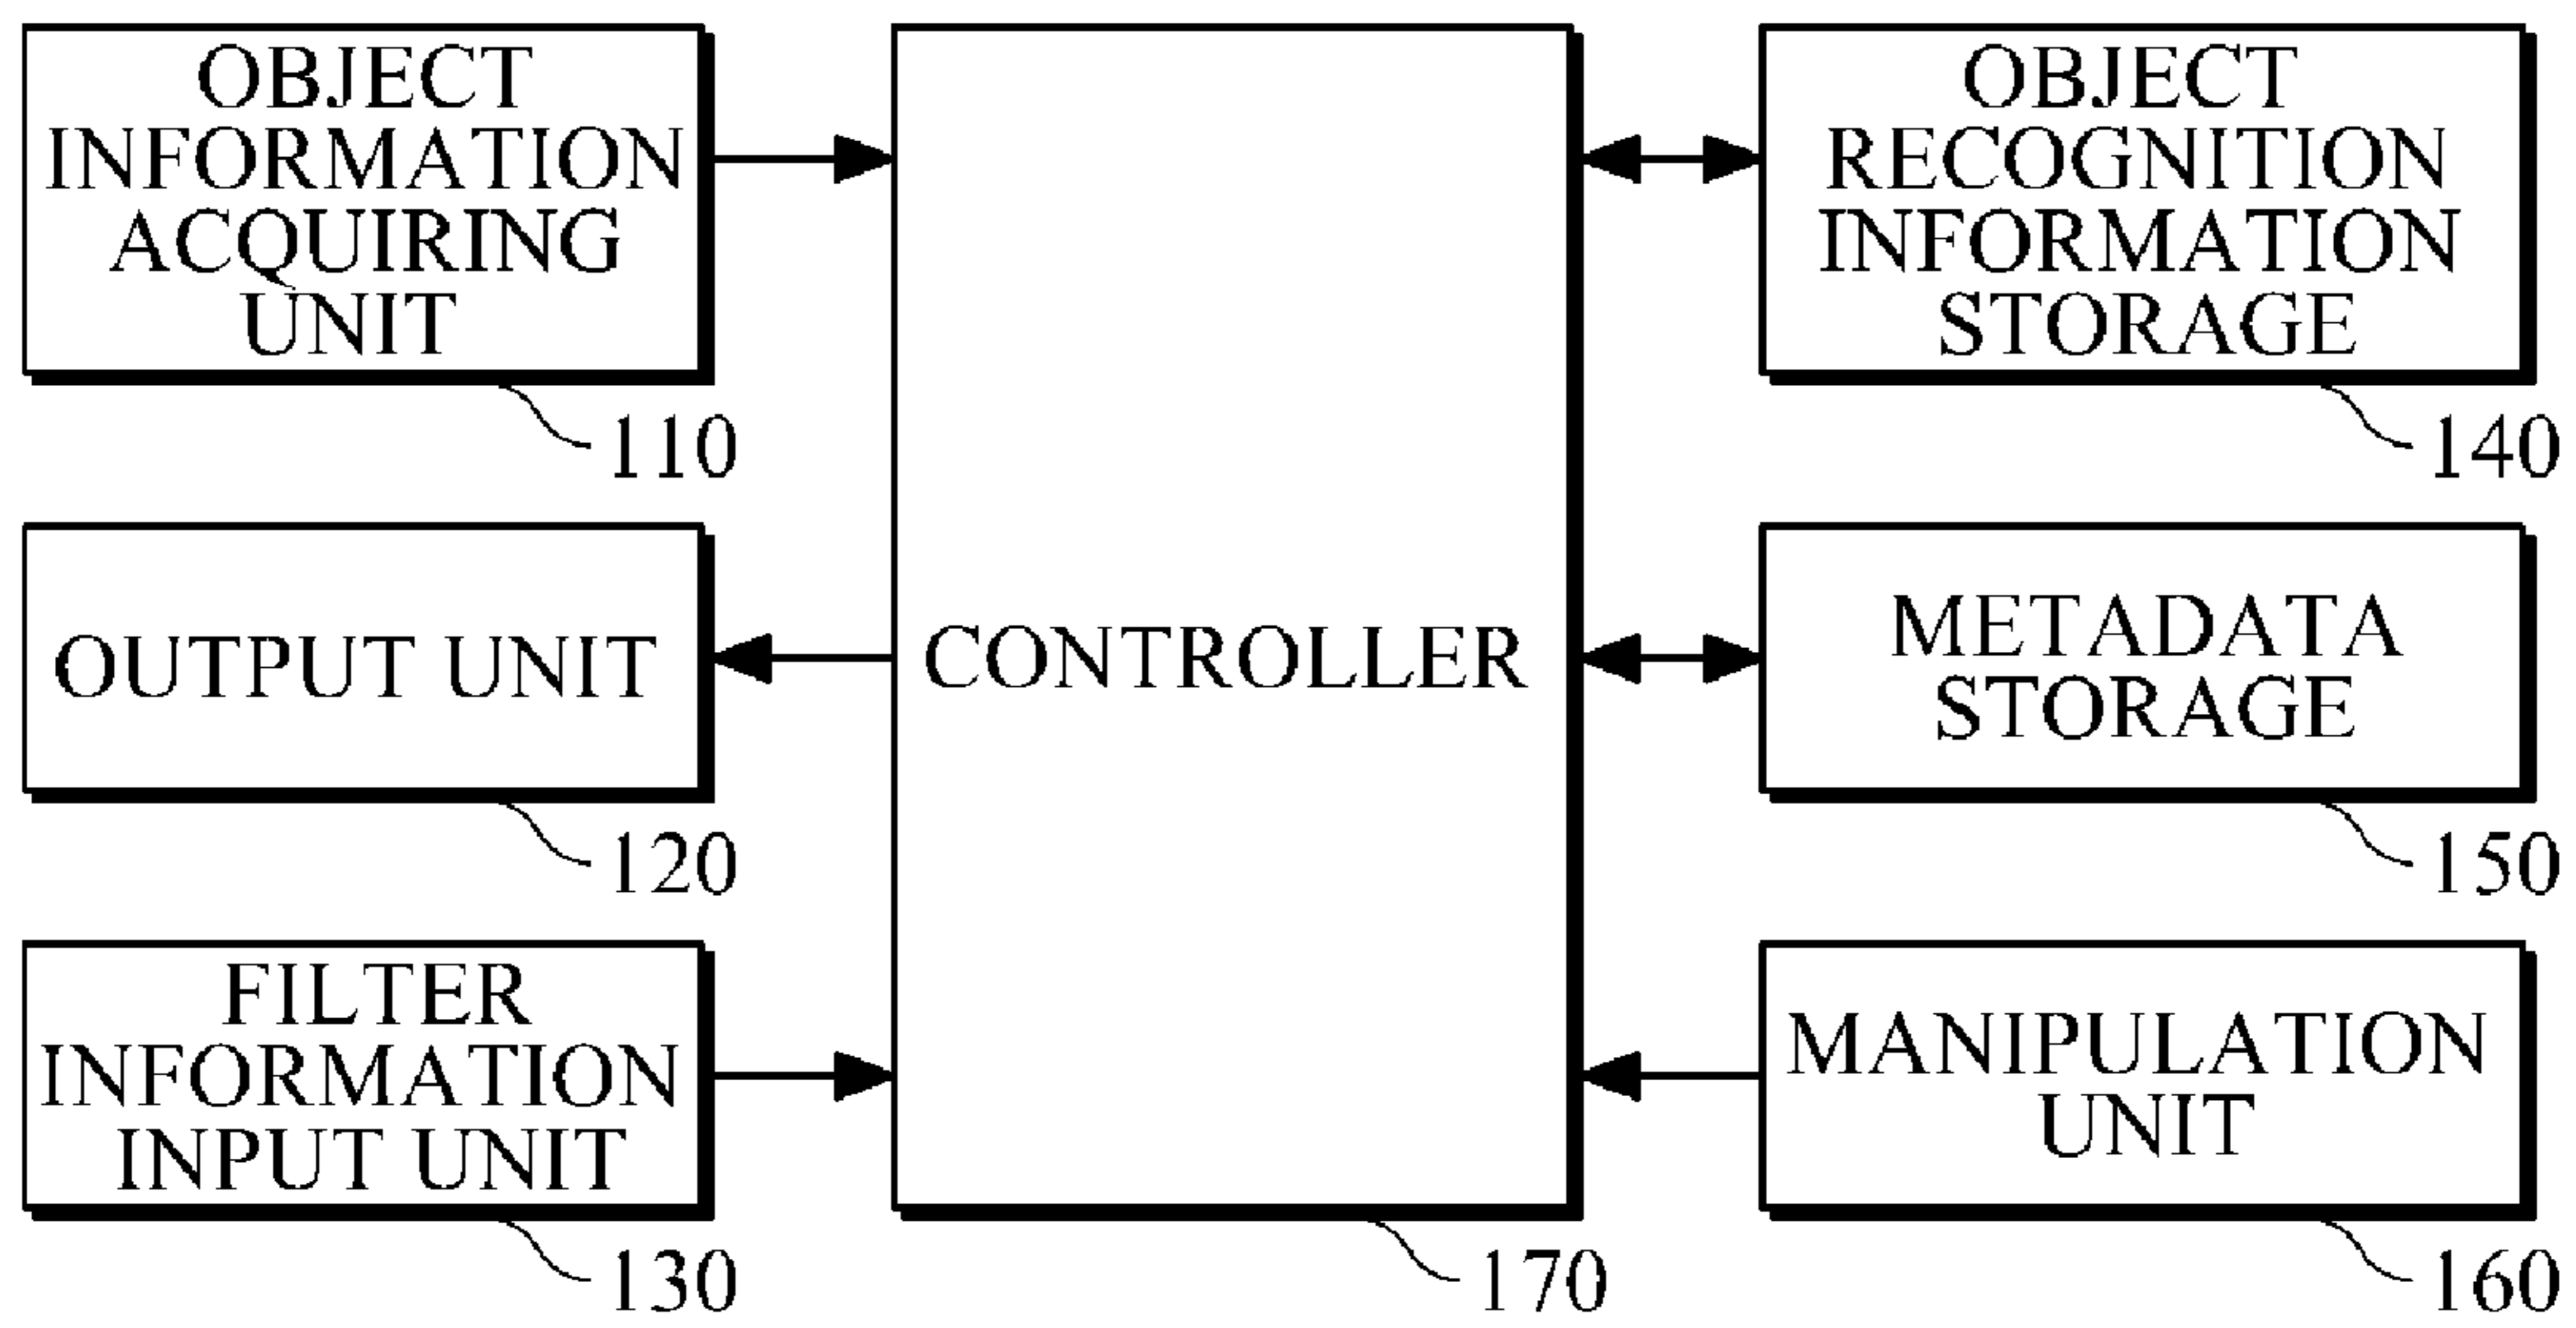 OBJECT
INFORMATION
ACQUIRING
UNIT
110
OUTPUT UNIT
120
FILTER
INFORMATION
INPUT UNIT
130
CONTROLLER
170
OBJECT
RECOGNITION
INFORMATION
STORAGE
140
METADATA
STORAGE
150
MANIPULATION
UNIT
160